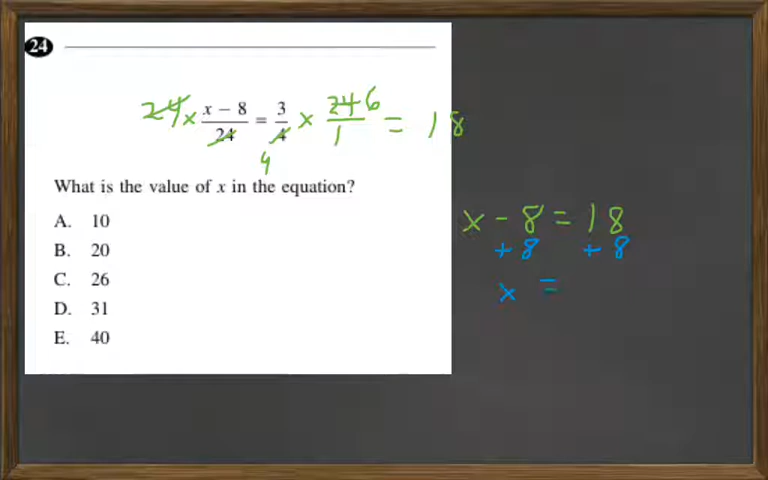 24
24 × x − 8 / 24 = 3 / 4 × 24 6 / 1 = 18
4
What is the value of x in the equation?
A. 10
B. 20
C. 26
D. 31
E. 40
x - 8 = 18
+ 8 + 8
x =